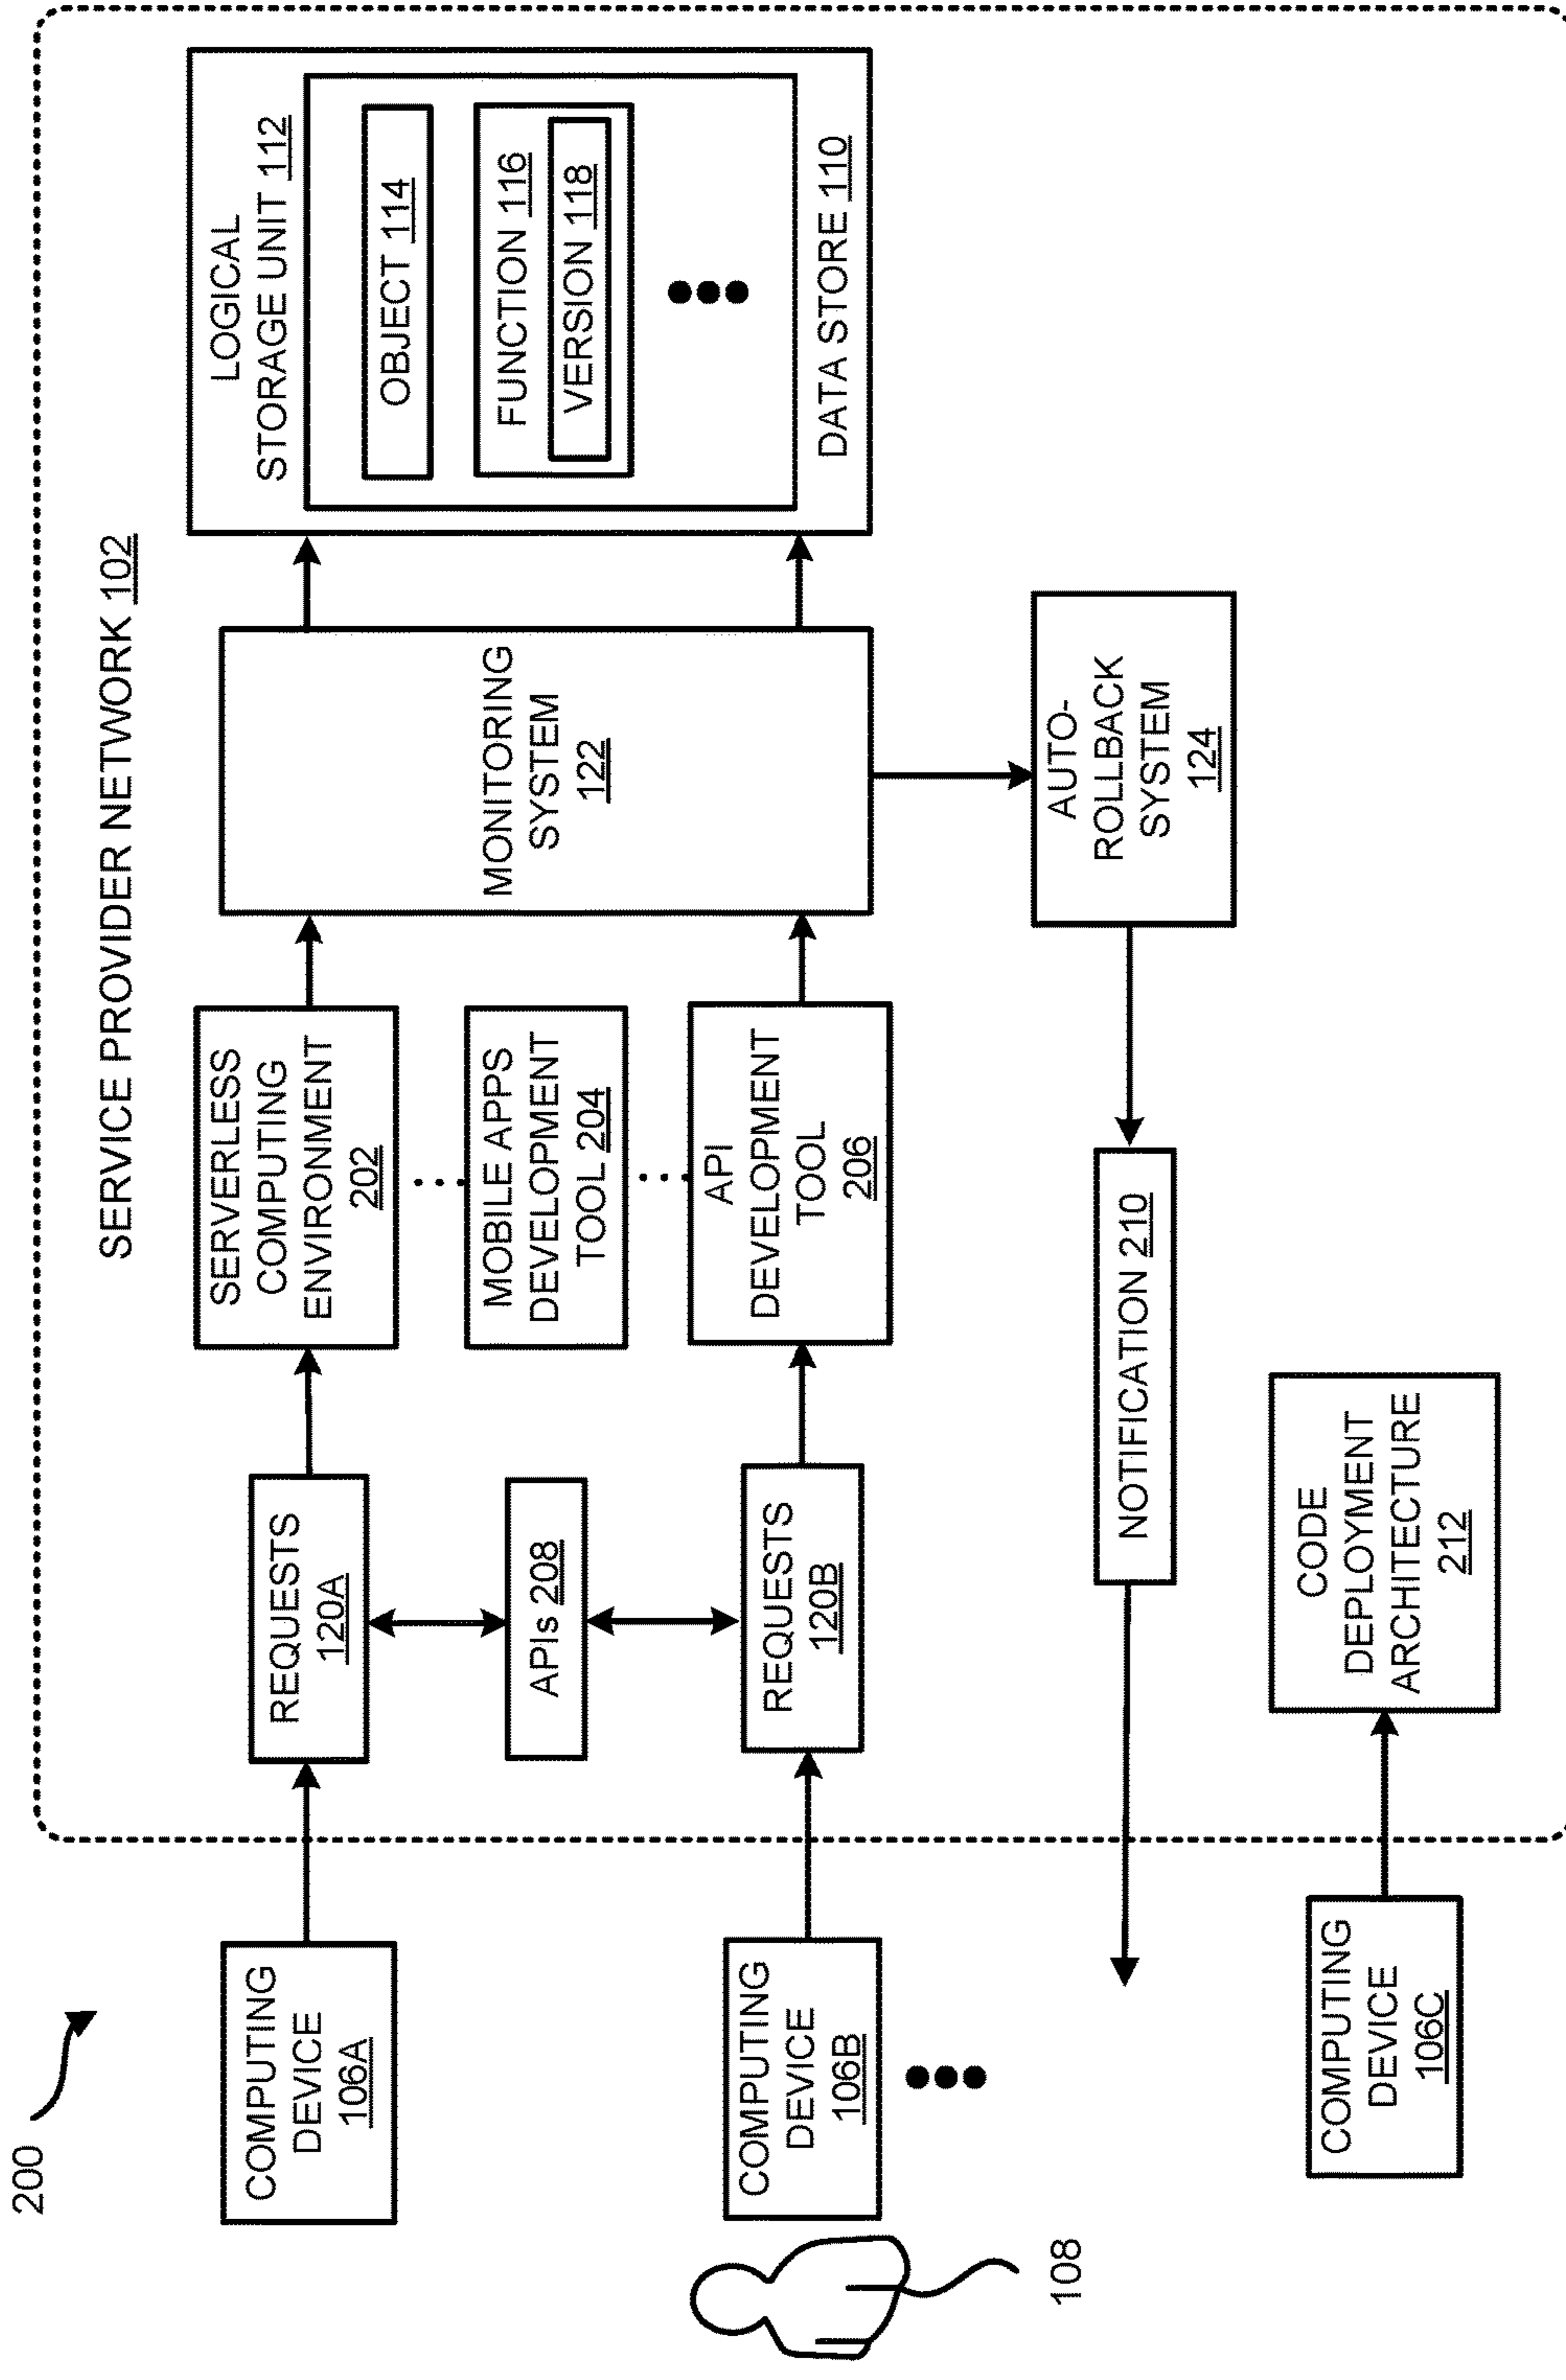 200
SERVICE PROVIDER NETWORK 102
COMPUTING
DEVICE
106A
REQUESTS
120A
SERVERLESS
COMPUTING
ENVIRONMENT
202
MONITORING
SYSTEM
122
LOGICAL
STORAGE UNIT 112
OBJECT 114
FUNCTION 116
VERSION 118
DATA STORE 110
APIs 208
MOBILE APPS
DEVELOPMENT
TOOL 204
108
COMPUTING
DEVICE
106B
REQUESTS
120B
API
DEVELOPMENT
TOOL
206
NOTIFICATION 210
AUTO-
ROLLBACK
SYSTEM
124
COMPUTING
DEVICE
106C
CODE
DEPLOYMENT
ARCHITECTURE
212